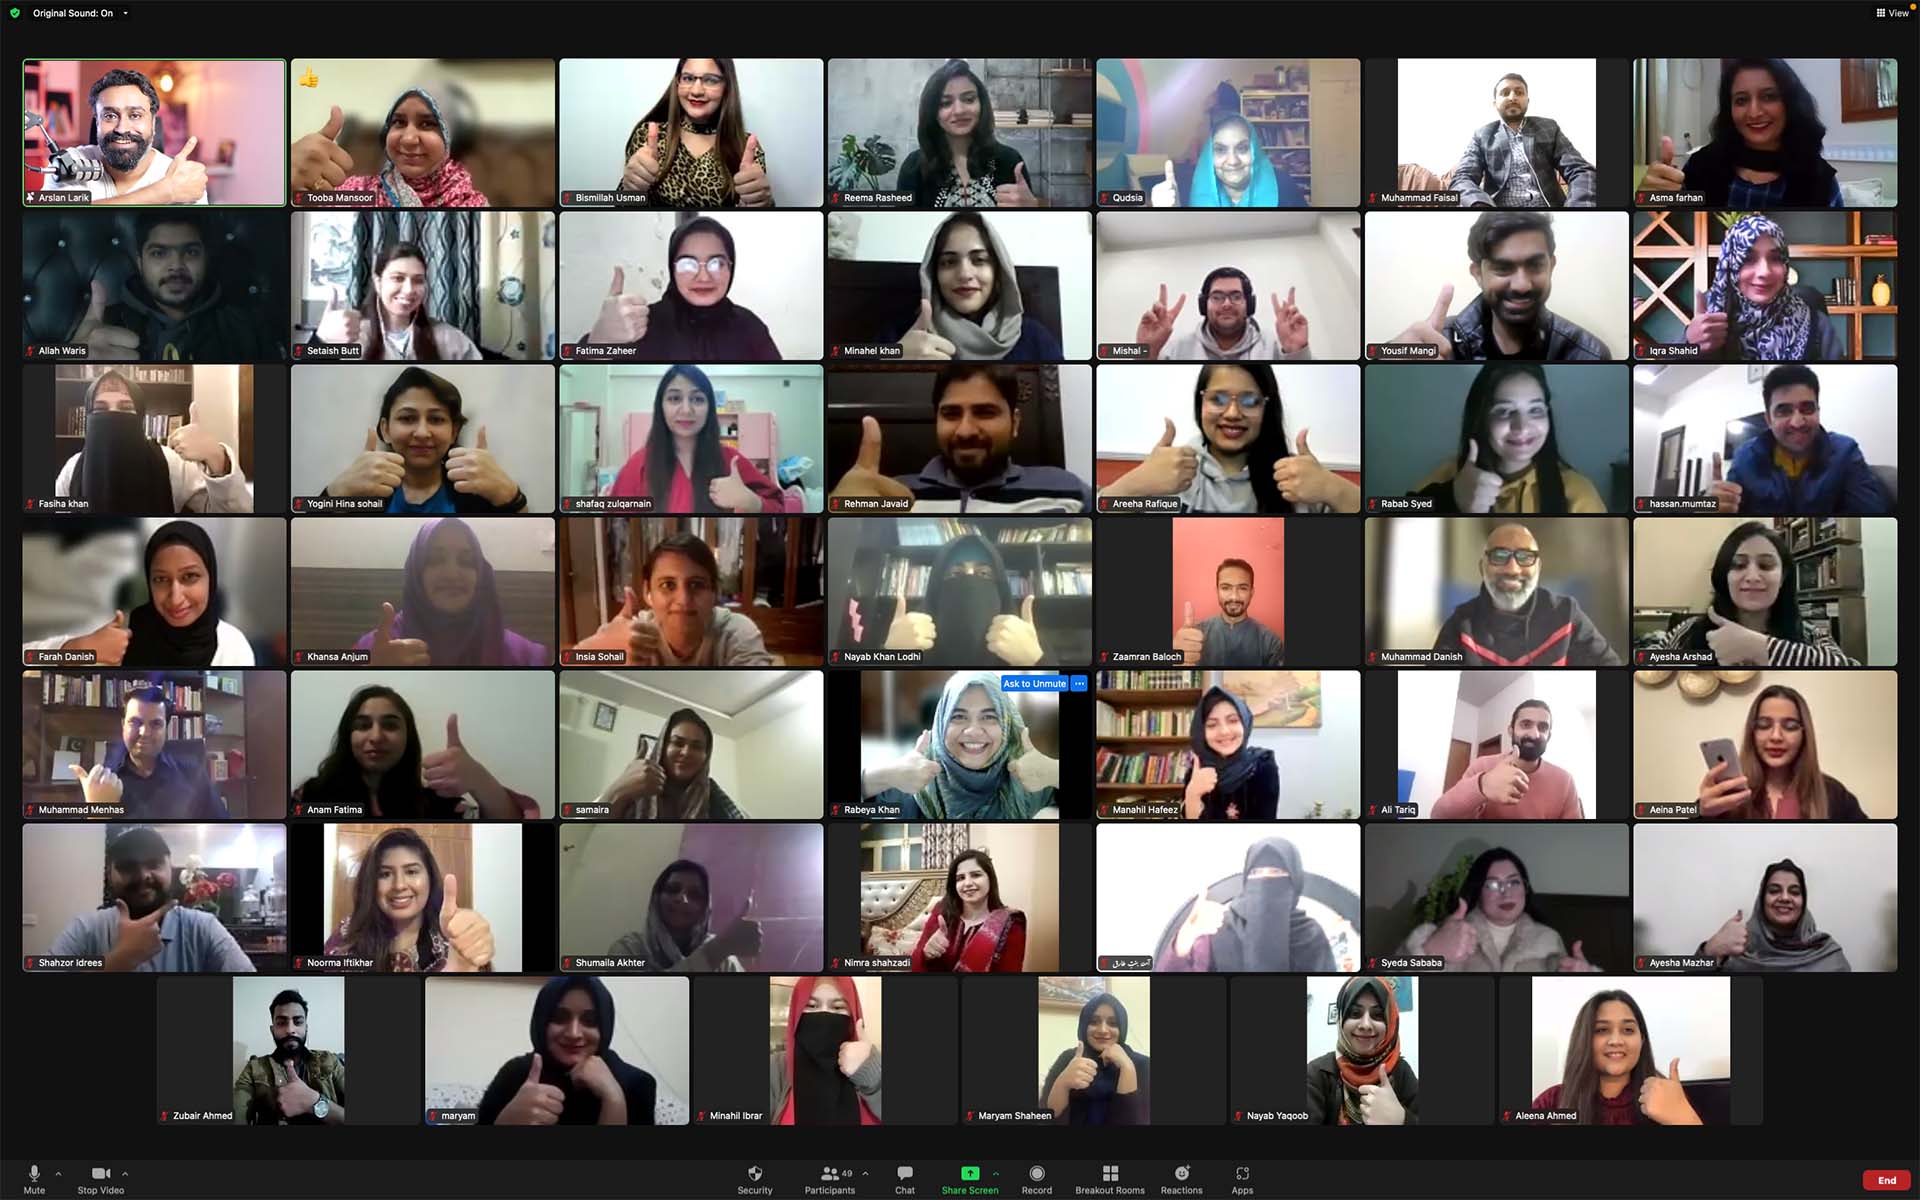 Original Sound: On
View
Arslan Larik
Tooba Mansoor
Bismillah Usman
Reema Rasheed
Qudsia
Muhammad Faisal
Asma farhan
Allah Waris
Setaish Butt
Fatima Zaheer
Minahel khan
Mishal -
Yousif Mangi
Iqra Shahid
Fasiha khan
Yogini Hina sohail
shafaq zulqarnain
Rehman Javaid
Areeha Rafique
Rabab Syed
hassan.mumtaz
Farah Danish
Khansa Anjum
Insia Sohail
Nayab Khan Lodhi
Zaamran Baloch
Muhammad Danish
Ayesha Arshad
Ask to Unmute ...
Muhammad Menhas
Anam Fatima
samaira
Rabeya Khan
Manahil Hafeez
Ali Tariq
Aeina Patel
Shahzor Idrees
Noorma Iftikhar
Shumaila Akhter
Nimra shahzadi
Syeda Sababa
Ayesha Mazhar
Zubair Ahmed
maryam
Minahil Ibrar
Maryam Shaheen
Nayab Yaqoob
Aleena Ahmed
49
Mute
Stop Video
Security
Participants
Chat
Share Screen
Record
Breakout Rooms
Reactions
Apps
End